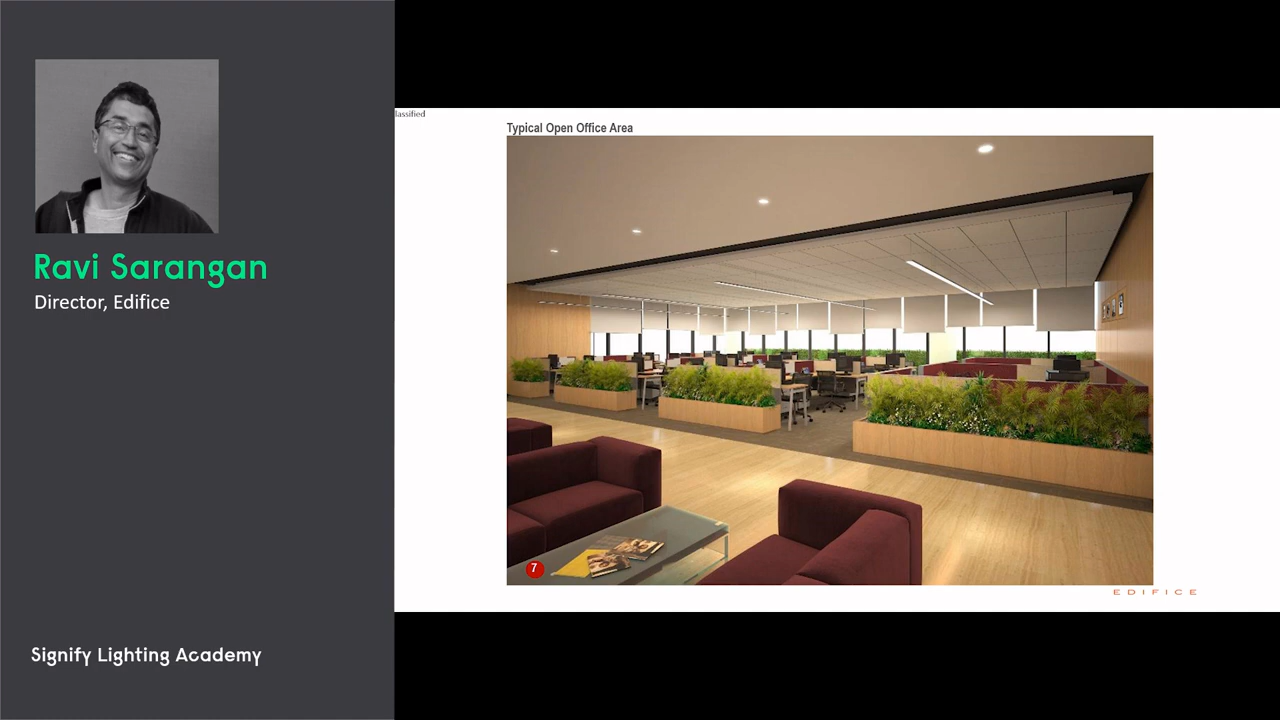 Ravi Sarangan
Director, Edifice
Signify Lighting Academy
lassified
Typical Open Office Area
7
EDIFICE